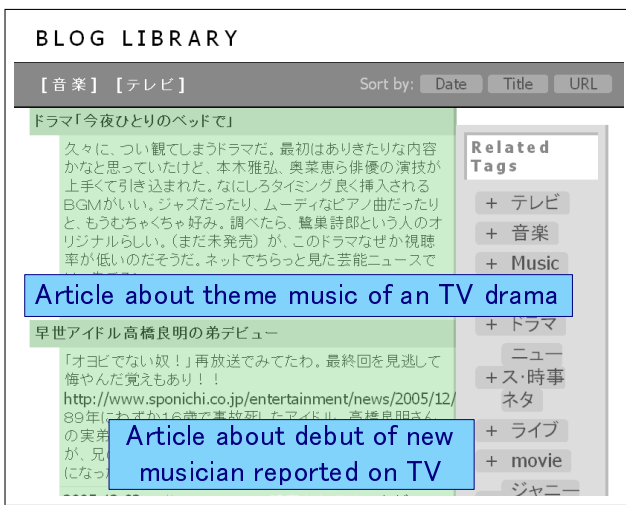 BLOG LIBRARY
[音楽] [テレビ]
Sort by: Date Title URL
ドラマ「今夜ひとりのベッドで」
久々に、つい観てしまうドラマだ。最初はありきたりな内容
かなと思っていたけど、本木雅弘、奥菜恵ら俳優の演技が
上手くて引き込まれた。なにしろタイミング良く挿入される
BGMがいい。ジャズだったり、ムーディなピアノ曲だったり
と、もうむちゃくちゃ好み。調べたら、鷺巣詩郎という人のオ
リジナルらしい。(まだ未発売) が、このドラマなぜか視聴
率が低いのだそうだ。ネットでちらっと見た芸能ニュースで
Article about theme music of an TV drama
早世アイドル高橋良明の弟デビュー
「オヨビでない奴!」再放送でみてたわ。最終回を見逃して
悔やんだ覚えもあり!!
http://www.sponichi.co.jp/entertainment/news/2005/12/
89年にわずか16歳で事故死したアイドル、高橋良明さん
の実弟
が、兄
になっ
Article about debut of new
musician reported on TV
Related
Tags
+ テレビ
+ 音楽
+ Music
+ ドラマ
ニュー
+ス・時事
ネタ
+ ライブ
+ movie
ジャニー